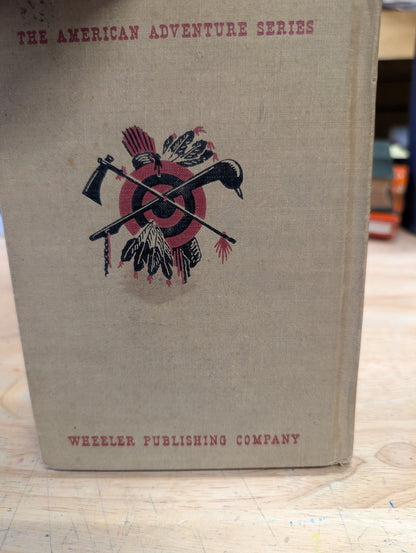 THE AMERICAN ADVENTURE SERIES
WHEELER PUBLISHING COMPANY